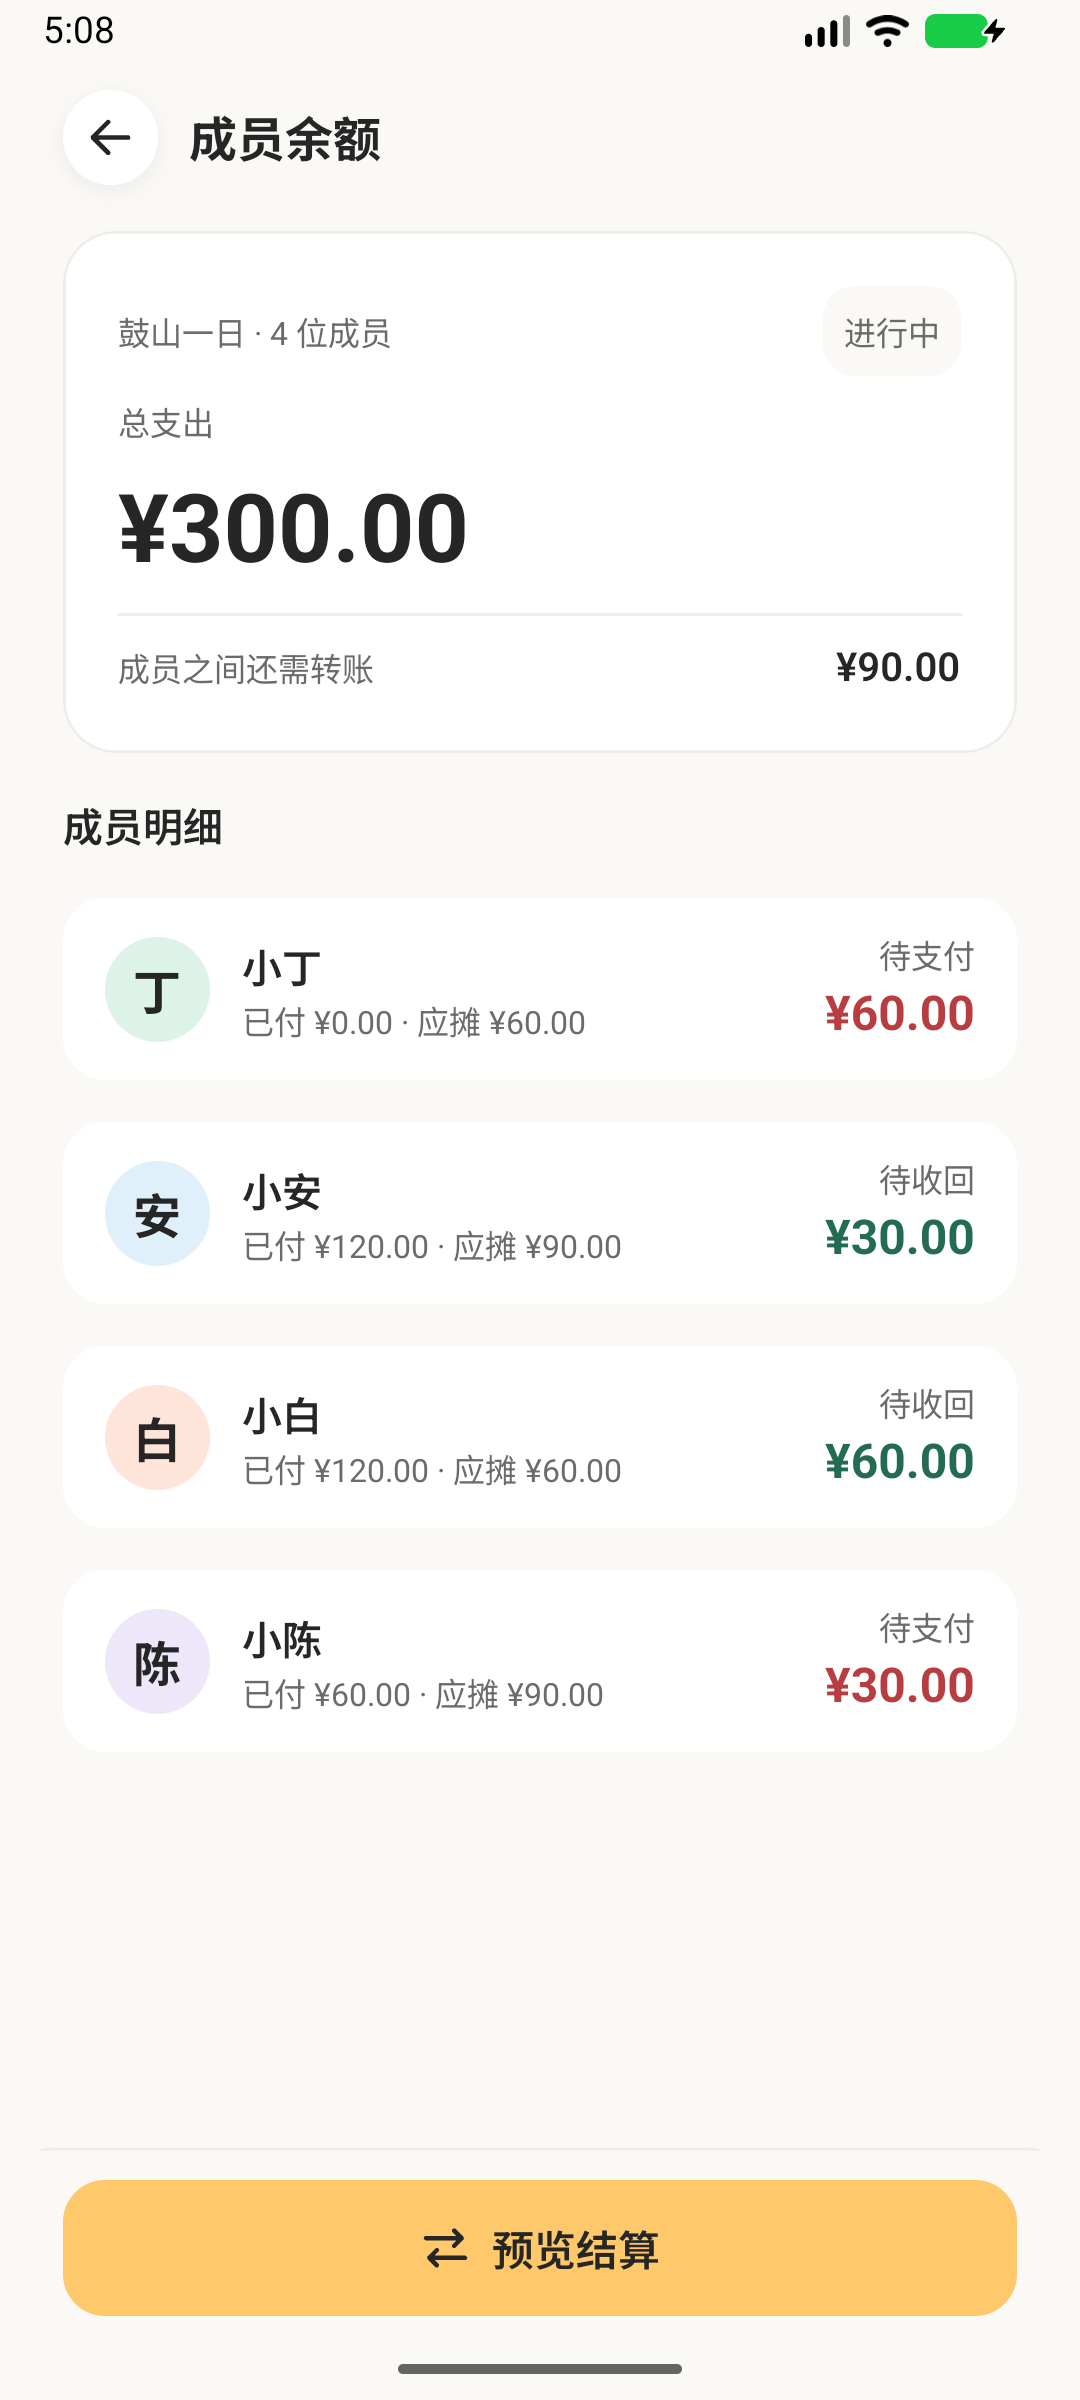 5:08
成员余额
鼓山一日 · 4 位成员
进行中
总支出
¥300.00
成员之间还需转账
¥90.00
成员明细
丁
小丁
已付 ¥0.00 · 应摊 ¥60.00
待支付
¥60.00
安
小安
已付 ¥120.00 · 应摊 ¥90.00
待收回
¥30.00
白
小白
已付 ¥120.00 · 应摊 ¥60.00
待收回
¥60.00
陈
小陈
已付 ¥60.00 · 应摊 ¥90.00
待支付
¥30.00
预览结算